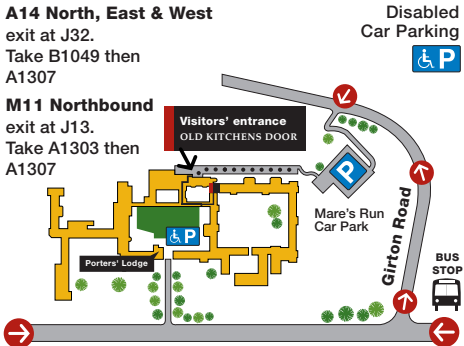 A14 North, East & West
exit at J32.
Take B1049 then
A1307
M11 Northbound
exit at J13.
Take A1303 then
A1307
Disabled
Car Parking
P
Visitors' entrance
OLD KITCHENS DOOR
P
Mare's Run
Car Park
P
Porters' Lodge
Girton Road
BUS
STOP